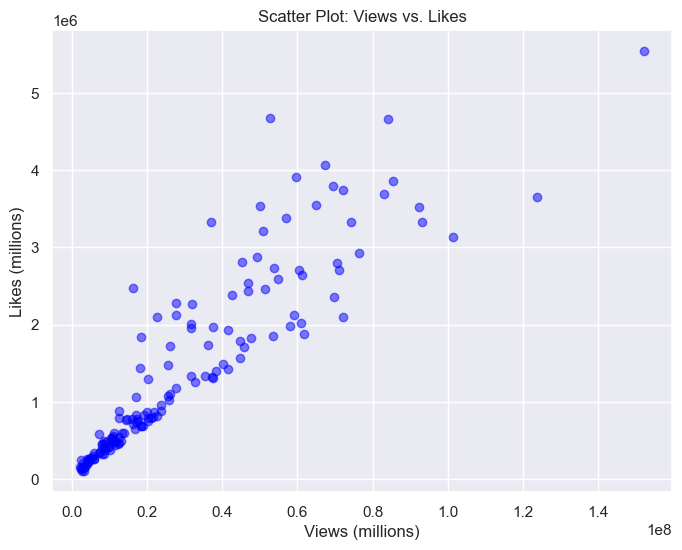 Scatter Plot: Views vs. Likes
1e6
5
4
3
2
1
0
Likes (millions)
0.0 0.2 0.4 0.6 0.8 1.0 1.2 1.4
1e8
Views (millions)